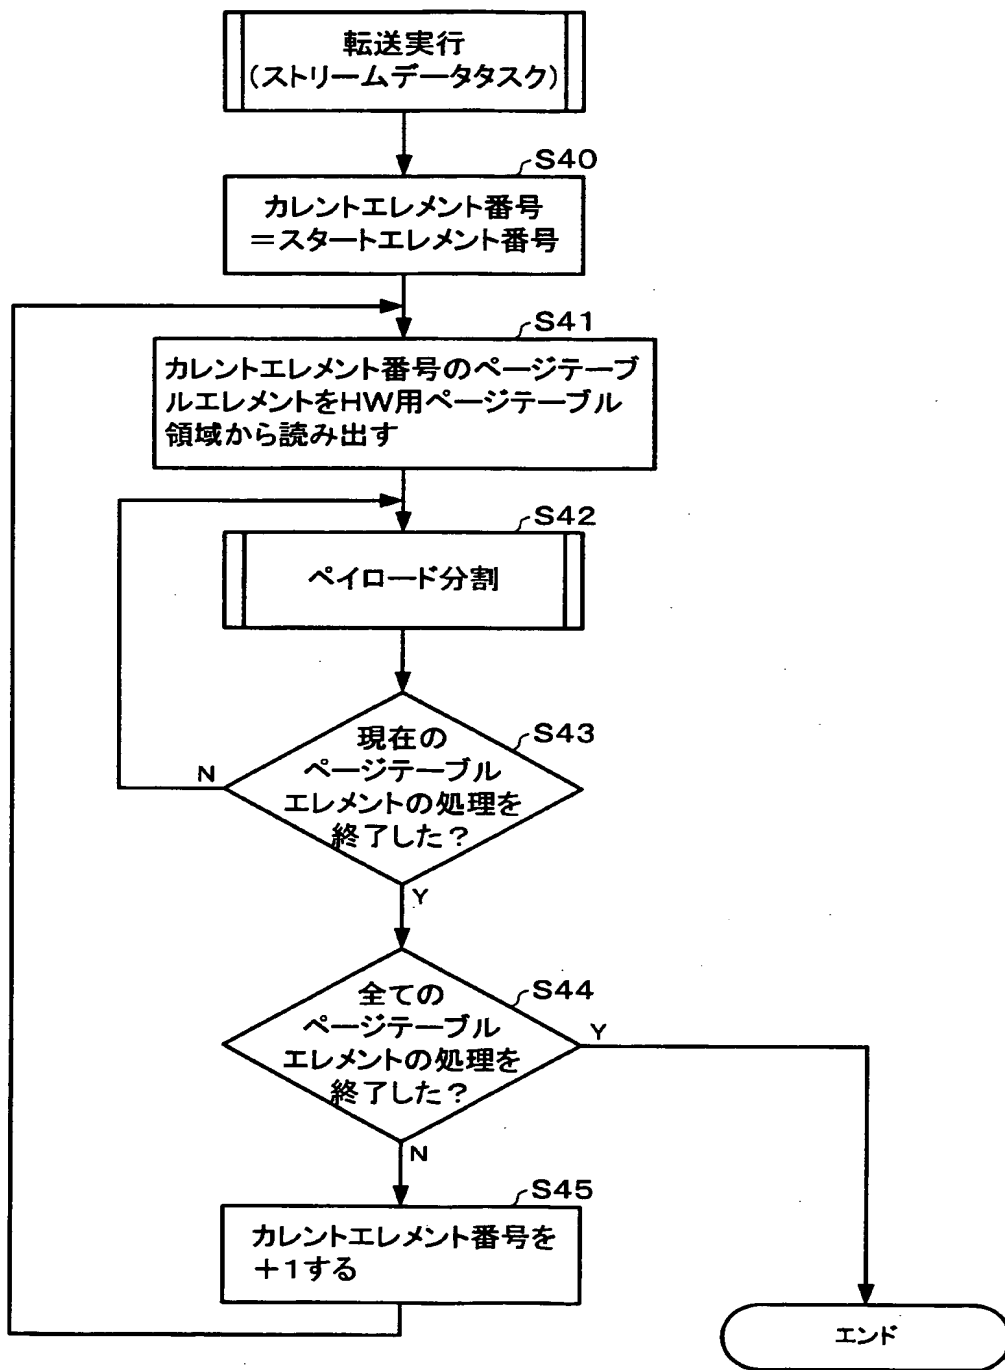 転送実行
(ストリームデータタスク)
S40
カレントエレメント番号
=スタートエレメント番号
S41
カレントエレメント番号のページテーブ
ルエレメントをHW用ページテーブル
領域から読み出す
S42
ペイロード分割
S43
現在の
ページテーブル
エレメントの処理を
終了した?
N
Y
S44
全ての
ページテーブル
エレメントの処理を
終了した?
Y
N
S45
カレントエレメント番号を
+1する
エンド